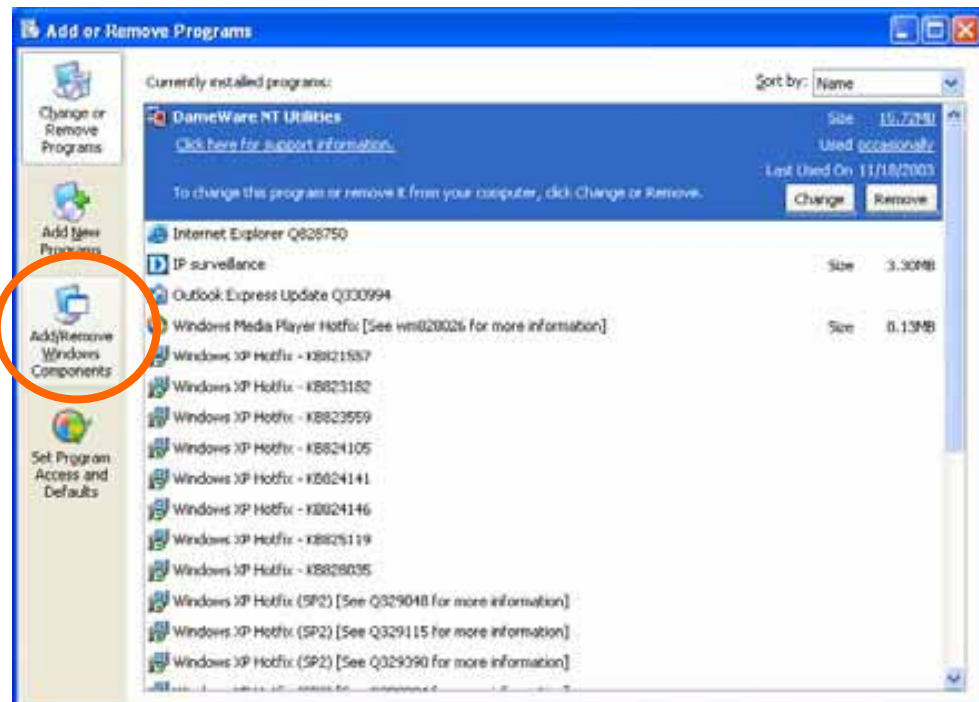 Add or Remove Programs
Change or
Remove
Programs
Add New
Programs
Add/Remove
Windows
Components
Set Program
Access and
Defaults
Currently installed programs:
Sort by: Name
DameWare NT Utilities
Size 15.72MB
Click here for support information.
Used occasionally
Last Used On 11/18/2003
To change this program or remove it from your computer, click Change or Remove.
Change Remove
Internet Explorer Q828750
IP surveillance
Size 3.30MB
Outlook Express Update Q330994
Windows Media Player Hotfix [See wm828026 for more information]
Size 0.13MB
Windows XP Hotfix - KB821557
Windows XP Hotfix - KB823182
Windows XP Hotfix - KB823559
Windows XP Hotfix - KB824105
Windows XP Hotfix - KB824141
Windows XP Hotfix - KB824146
Windows XP Hotfix - KB825119
Windows XP Hotfix - KB828035
Windows XP Hotfix (SP2) [See Q329048 for more information]
Windows XP Hotfix (SP2) [See Q329115 for more information]
Windows XP Hotfix (SP2) [See Q329390 for more information]